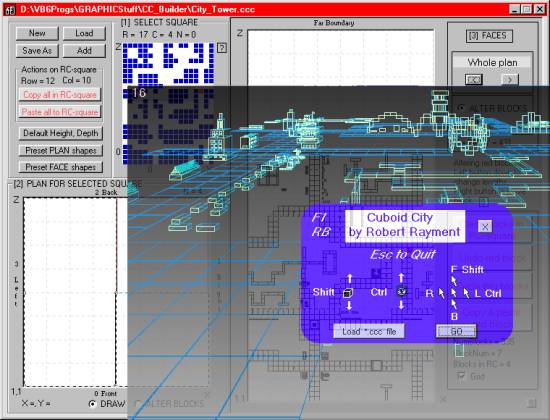 D:\VB6Progs\GRAPHICStuff\CC_Builder\City_Tower.ccc
New Load
Save As Add
Actions on RC-square
Row = 12 Col = 10
Copy all in RC-square
Paste all to RC-square
Default Height, Depth
Preset PLAN shapes
Preset FACE shapes
[1] SELECT SQUARE
R = 17 C = 4 N = 0
Z
?
0
16
Far Boundary
Z
[3] FACES
Whole plan
< >
ALTER BLOCKS
[2] PLAN FOR SELECTED SQUARE
2 Back
Z
3
Left
1,1
0 Front
X
X =, Y =
DRAW
ALTER BLOCKS
F1
RB
Cuboid City
by Robert Rayment
X
Esc to Quit
Shift
Ctrl
F Shift
R
L Ctrl
B
Load *.ccc file
GO
BlockNum = 7
Blocks in RC = 4
Grid
1,1
X